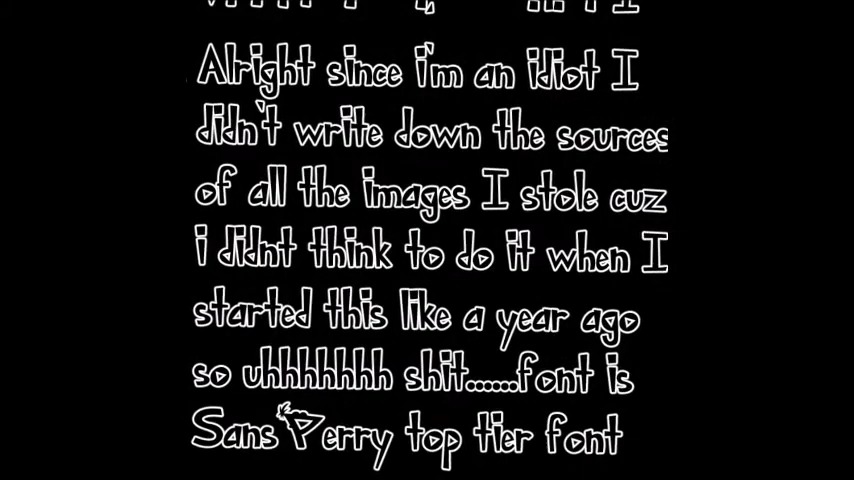 Alright since i'm an idiot I
didn't write down the sources
of all the images I stole cuz
i didnt think to do it when I
started this like a year ago
so uhhhhhhh shit......font is
Sans Perry top tier font